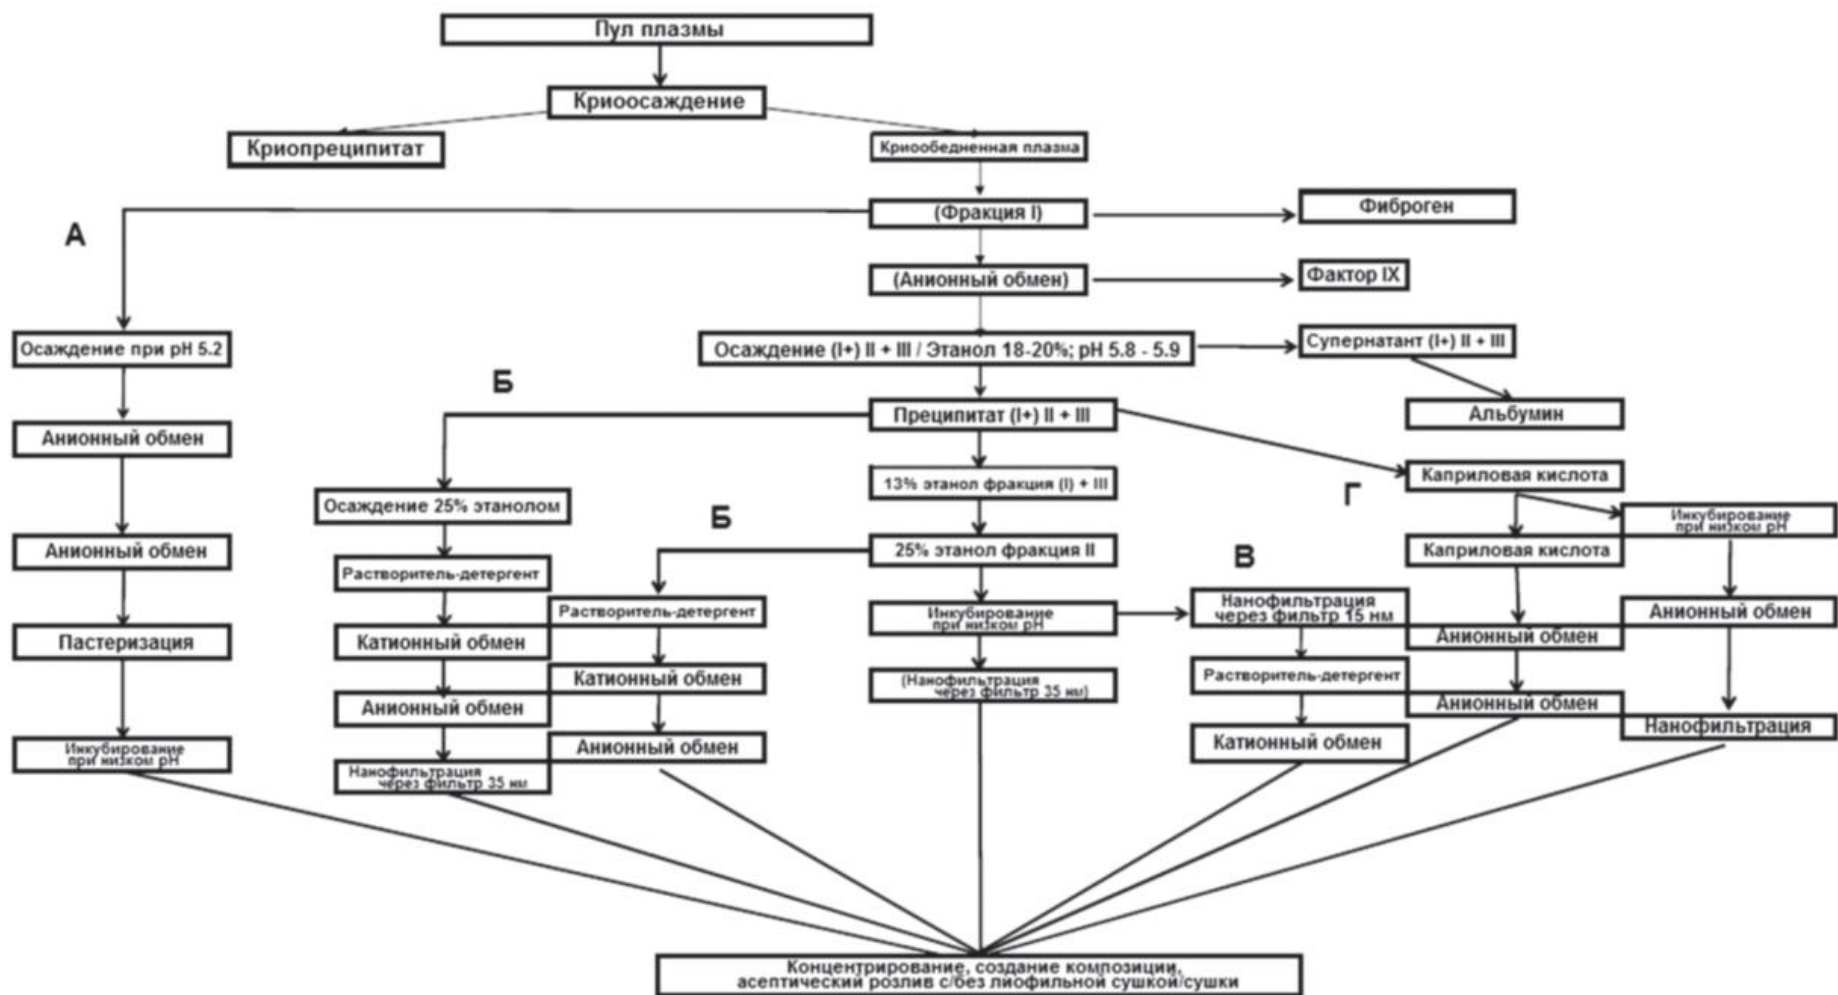 Пул плазмы
Криоосаждение
Криопреципитат
Криообедненная плазма
(Фракция I)
Фиброген
А
(Анионный обмен)
Фактор IX
Осаждение при pH 5.2
Осаждение (I+) II + III / Этанол 18-20%; pH 5.8 - 5.9
Супернатант (I+) II + III
Б
Преципитат (I+) II + III
Альбумин
Анионный обмен
13% этанол фракция (I) + III
Каприловая кислота
Г
Осаждение 25% этанолом
Б
Инкубирование
при низком pH
Анионный обмен
25% этанол фракция II
В
Каприловая кислота
Растворитель-детергент
Растворитель-детергент
Инкубирование
при низком pH
Нанофильтрация
через фильтр 15 нм
Анионный обмен
Пастеризация
Катионный обмен
Анионный обмен
Катионный обмен
(Нанофильтрация
через фильтр 35 нм)
Растворитель-детергент
Анионный обмен
Анионный обмен
Нанофильтрация
Инкубирование
при низком pH
Анионный обмен
Катионный обмен
Нанофильтрация
через фильтр 35 нм
Концентрирование, создание композиции,
асептический розлив с/без лиофильной сушкой/сушки